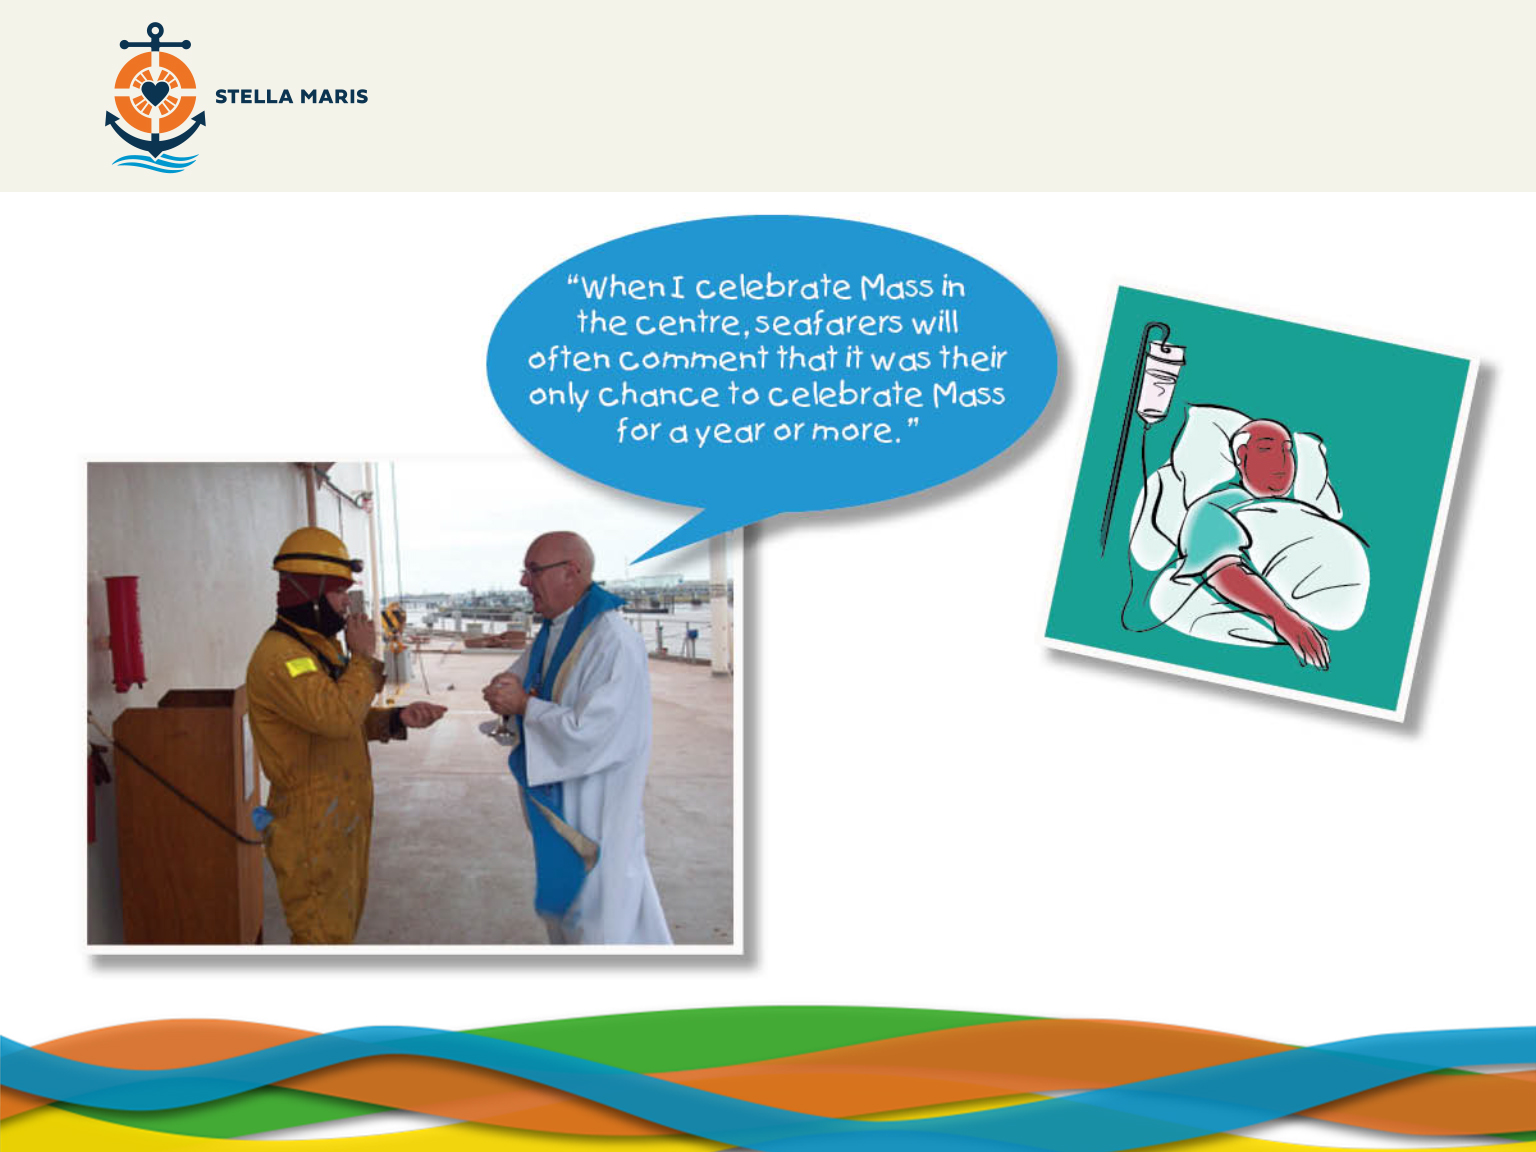 STELLA MARIS
“When I celebrate Mass in
the centre, seafarers will
often comment that it was their
only chance to celebrate Mass
for a year or more.”